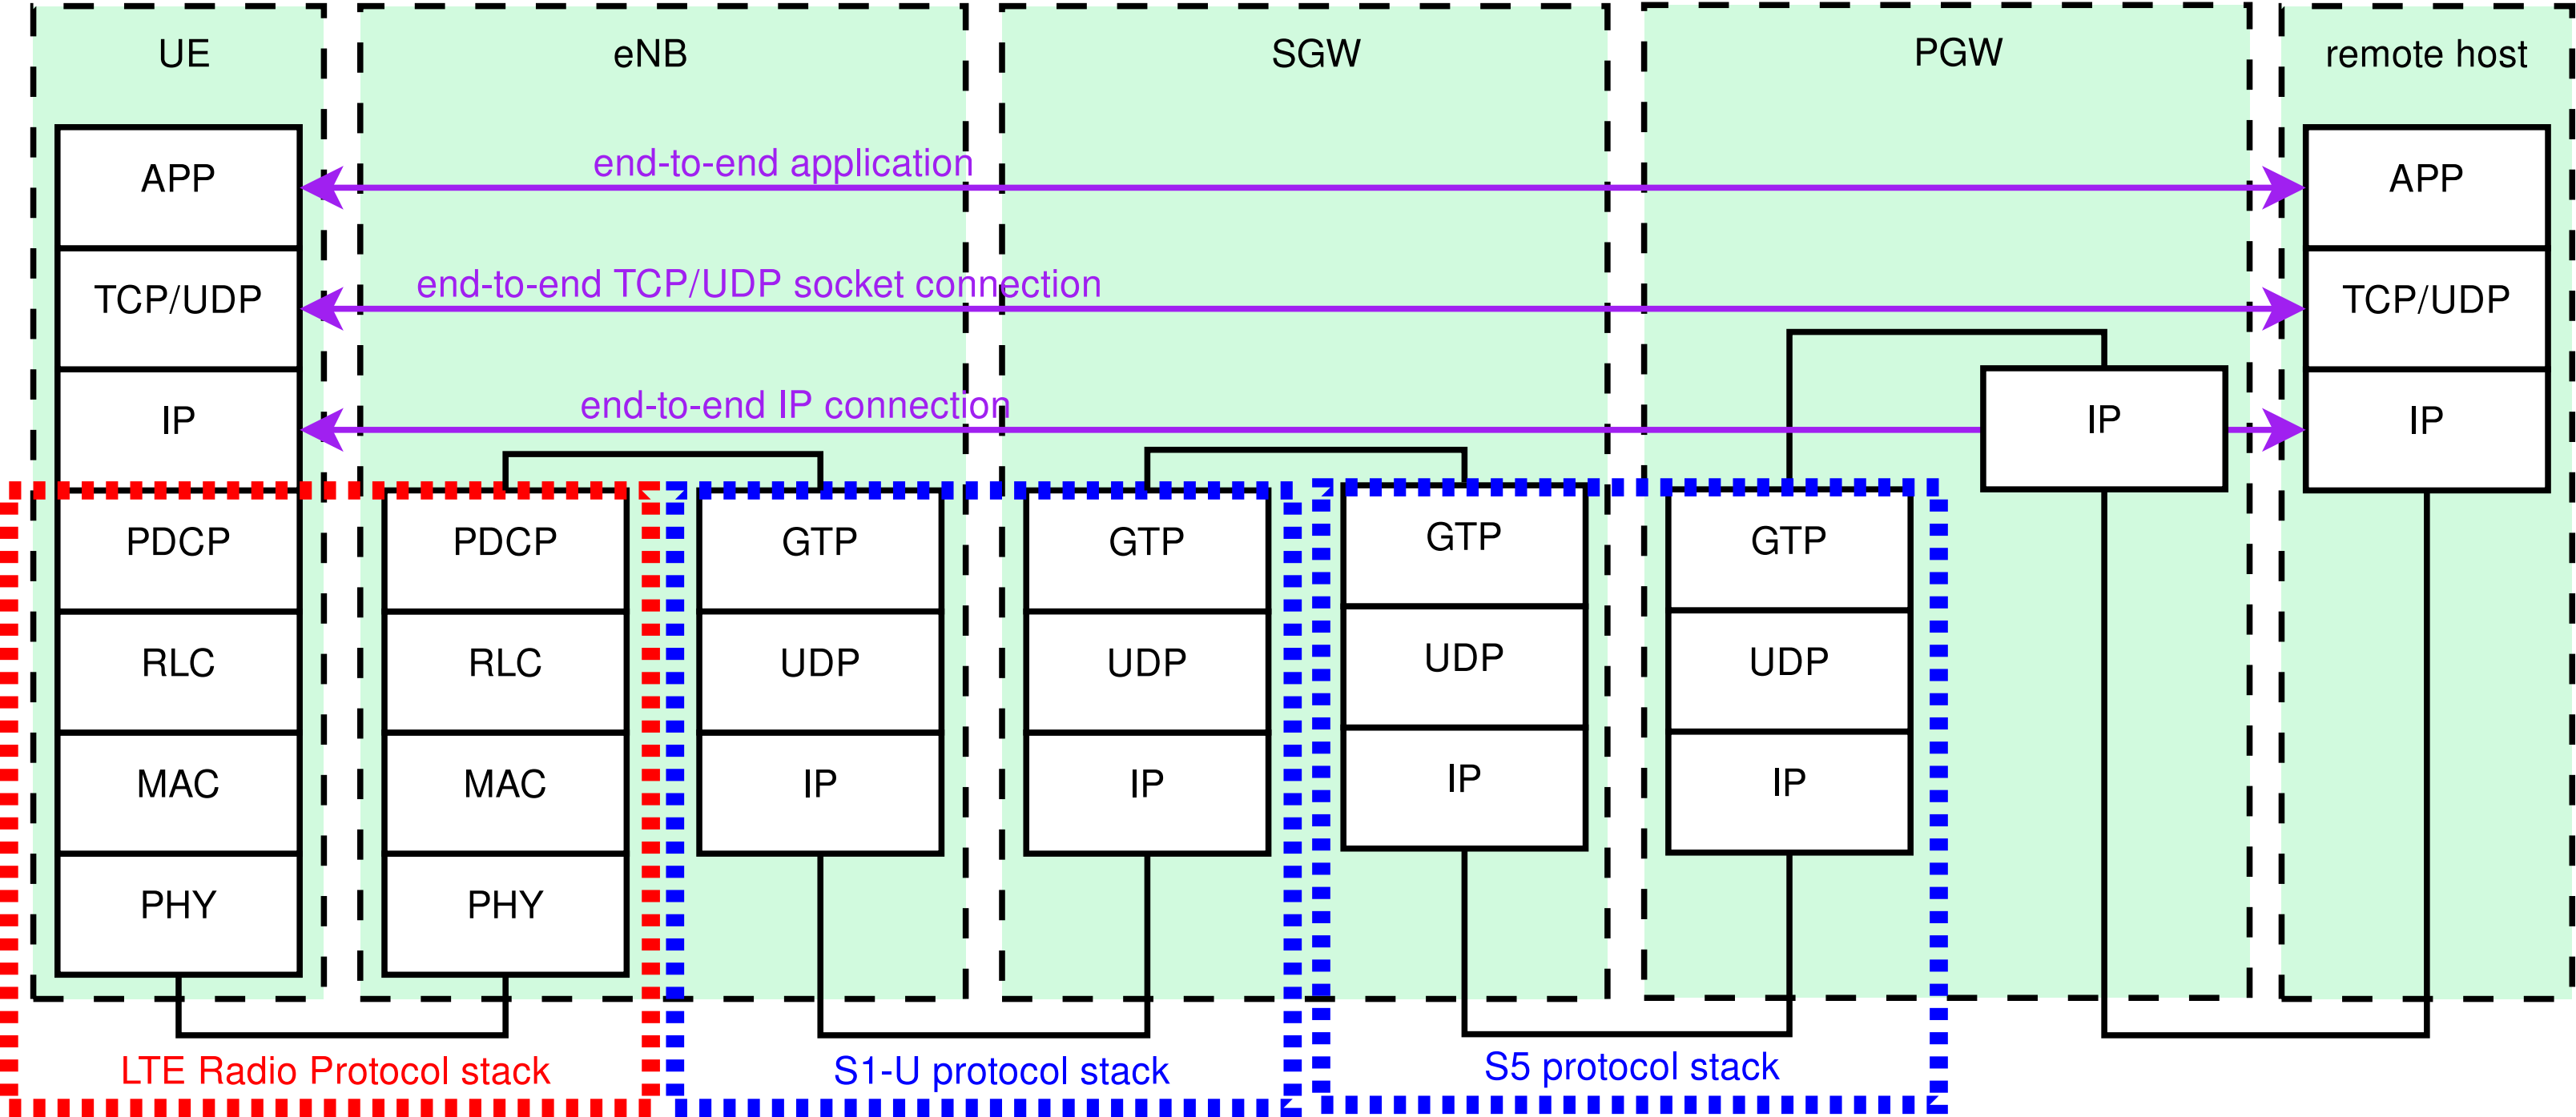 UE
eNB
SGW
PGW
remote host
end-to-end application
end-to-end TCP/UDP socket connection
end-to-end IP connection
APP
TCP/UDP
IP
PDCP
RLC
MAC
PHY
PDCP
RLC
MAC
PHY
GTP
UDP
IP
GTP
UDP
IP
GTP
UDP
IP
GTP
UDP
IP
IP
APP
TCP/UDP
IP
LTE Radio Protocol stack
S1-U protocol stack
S5 protocol stack